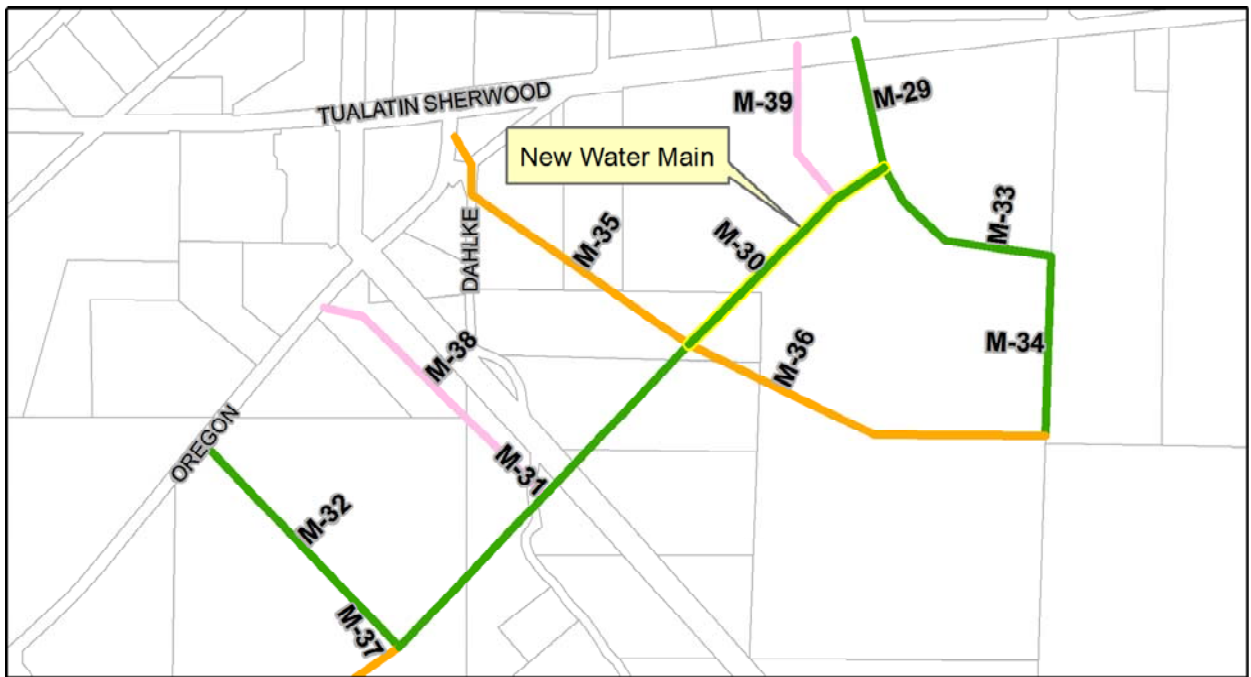 M-29
M-39
TUALATIN SHERWOOD
New Water Main
M-33
M-35
DAHLKE
M-30
M-34
M-36
M-38
OREGON
M-31
M-32
M-37